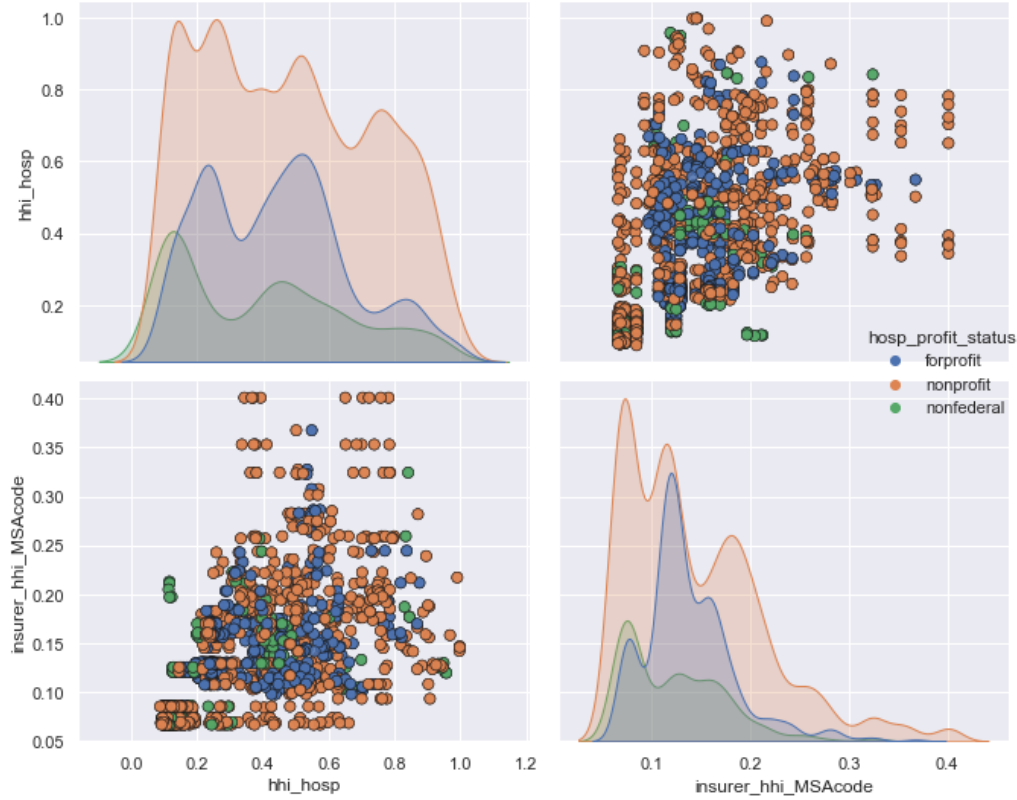 1.0
0.8
0.6
0.4
0.2
hhi_hosp
hosp_profit_status
forprofit
nonprofit
nonfederal
0.40
0.35
0.30
0.25
0.20
0.15
0.10
0.05
insurer_hhi_MSAcode
0.0 0.2 0.4 0.6 0.8 1.0 1.2
hhi_hosp
0.1 0.2 0.3 0.4
insurer_hhi_MSAcode